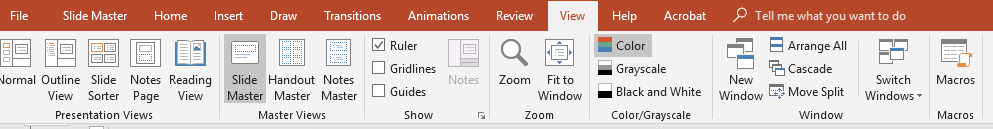 File Slide Master Home Insert Draw Transitions Animations Review View Help Acrobat Tell me what you want to do
Normal Outline View Slide Sorter Notes Page Reading View
Presentation Views
Slide Master Handout Master Notes Master
Master Views
Ruler
Gridlines
Guides
Notes
Show
Zoom Fit to Window
Zoom
Color
Grayscale
Black and White
Color/Grayscale
New Window
Arrange All
Cascade
Move Split
Switch Windows
Window
Macros
Macros